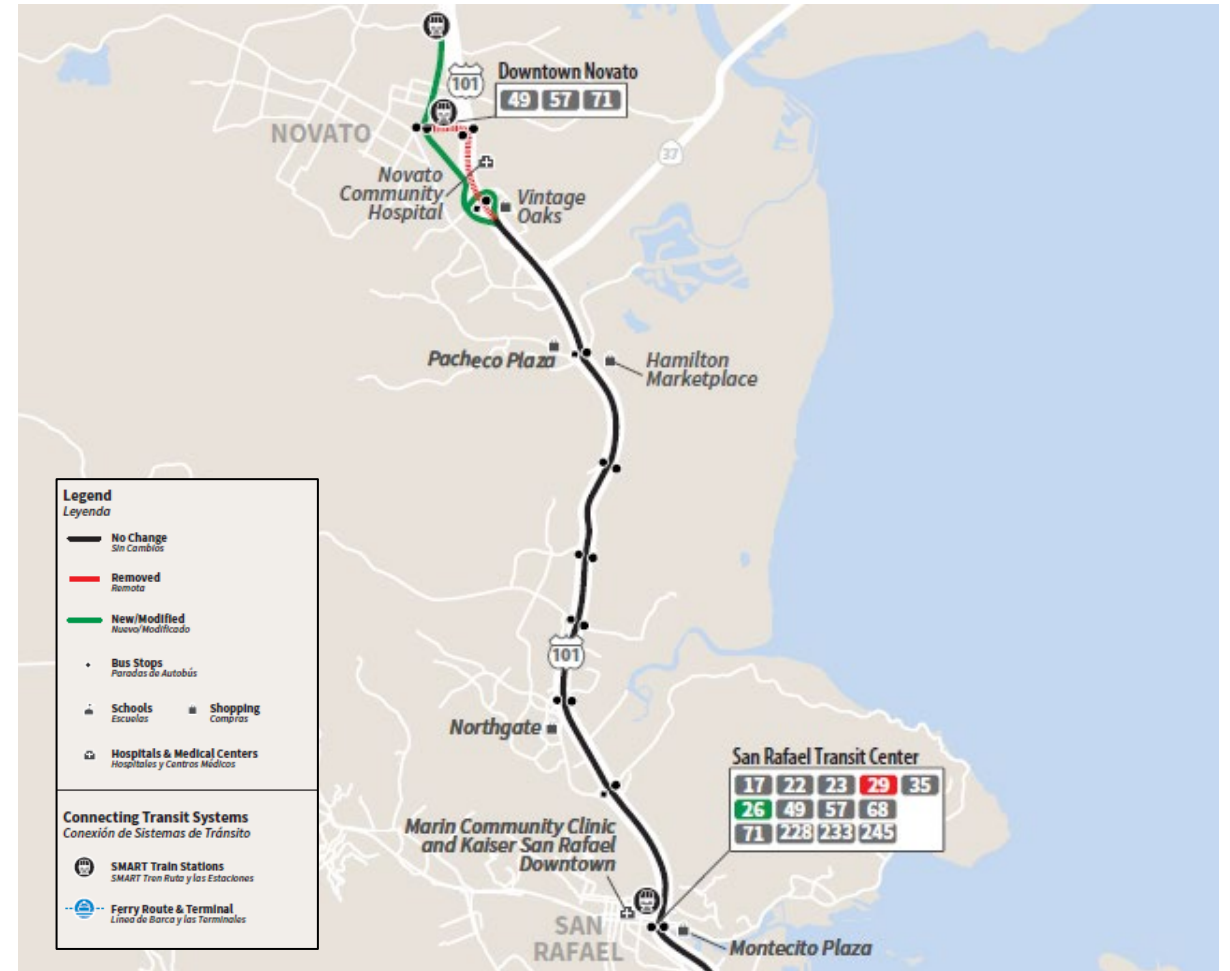 101
Downtown Novato
49 57 71
NOVATO
37
Novato
Community
Hospital
Vintage
Oaks
Pacheco Plaza
Hamilton
Marketplace
Legend
Leyenda
No Change
Sin Cambios
Removed
Remota
New/Modified
Nuevo/Modificado
Bus Stops
Paradas de Autobús
Schools
Escuelas
Shopping
Compras
Hospitals & Medical Centers
Hospitales y Centros Médicos
Connecting Transit Systems
Conexión de Sistemas de Tránsito
SMART Train Stations
SMART Tren Ruta y las Estaciones
Ferry Route & Terminal
Línea de Barca y las Terminales
101
Northgate
San Rafael Transit Center
17 22 23 29 35
26 49 57 68
71 228 233 245
Marin Community Clinic
and Kaiser San Rafael
Downtown
SAN
RAFAEL
Montecito Plaza